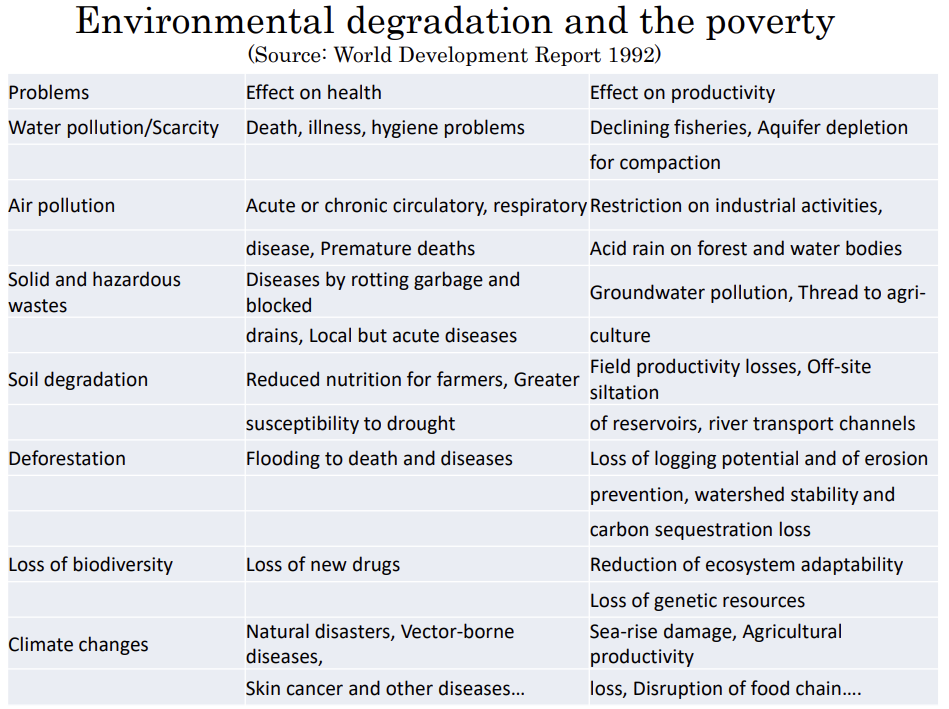 Environmental degradation and the poverty
(Source: World Development Report 1992)
Problems Effect on health Effect on productivity
Water pollution/Scarcity Death, illness, hygiene problems Declining fisheries, Aquifer depletion
for compaction
Air pollution Acute or chronic circulatory, respiratory Restriction on industrial activities,
disease, Premature deaths Acid rain on forest and water bodies
Solid and hazardous
wastes
Diseases by rotting garbage and
blocked
Groundwater pollution, Thread to agri-
drains, Local but acute diseases culture
Soil degradation Reduced nutrition for farmers, Greater
Field productivity losses, Off-site
siltation
susceptibility to drought of reservoirs, river transport channels
Deforestation Flooding to death and diseases Loss of logging potential and of erosion
prevention, watershed stability and
carbon sequestration loss
Loss of biodiversity Loss of new drugs Reduction of ecosystem adaptability
Loss of genetic resources
Climate changes
Natural disasters, Vector-borne
diseases,
Sea-rise damage, Agricultural
productivity
Skin cancer and other diseases... loss, Disruption of food chain....